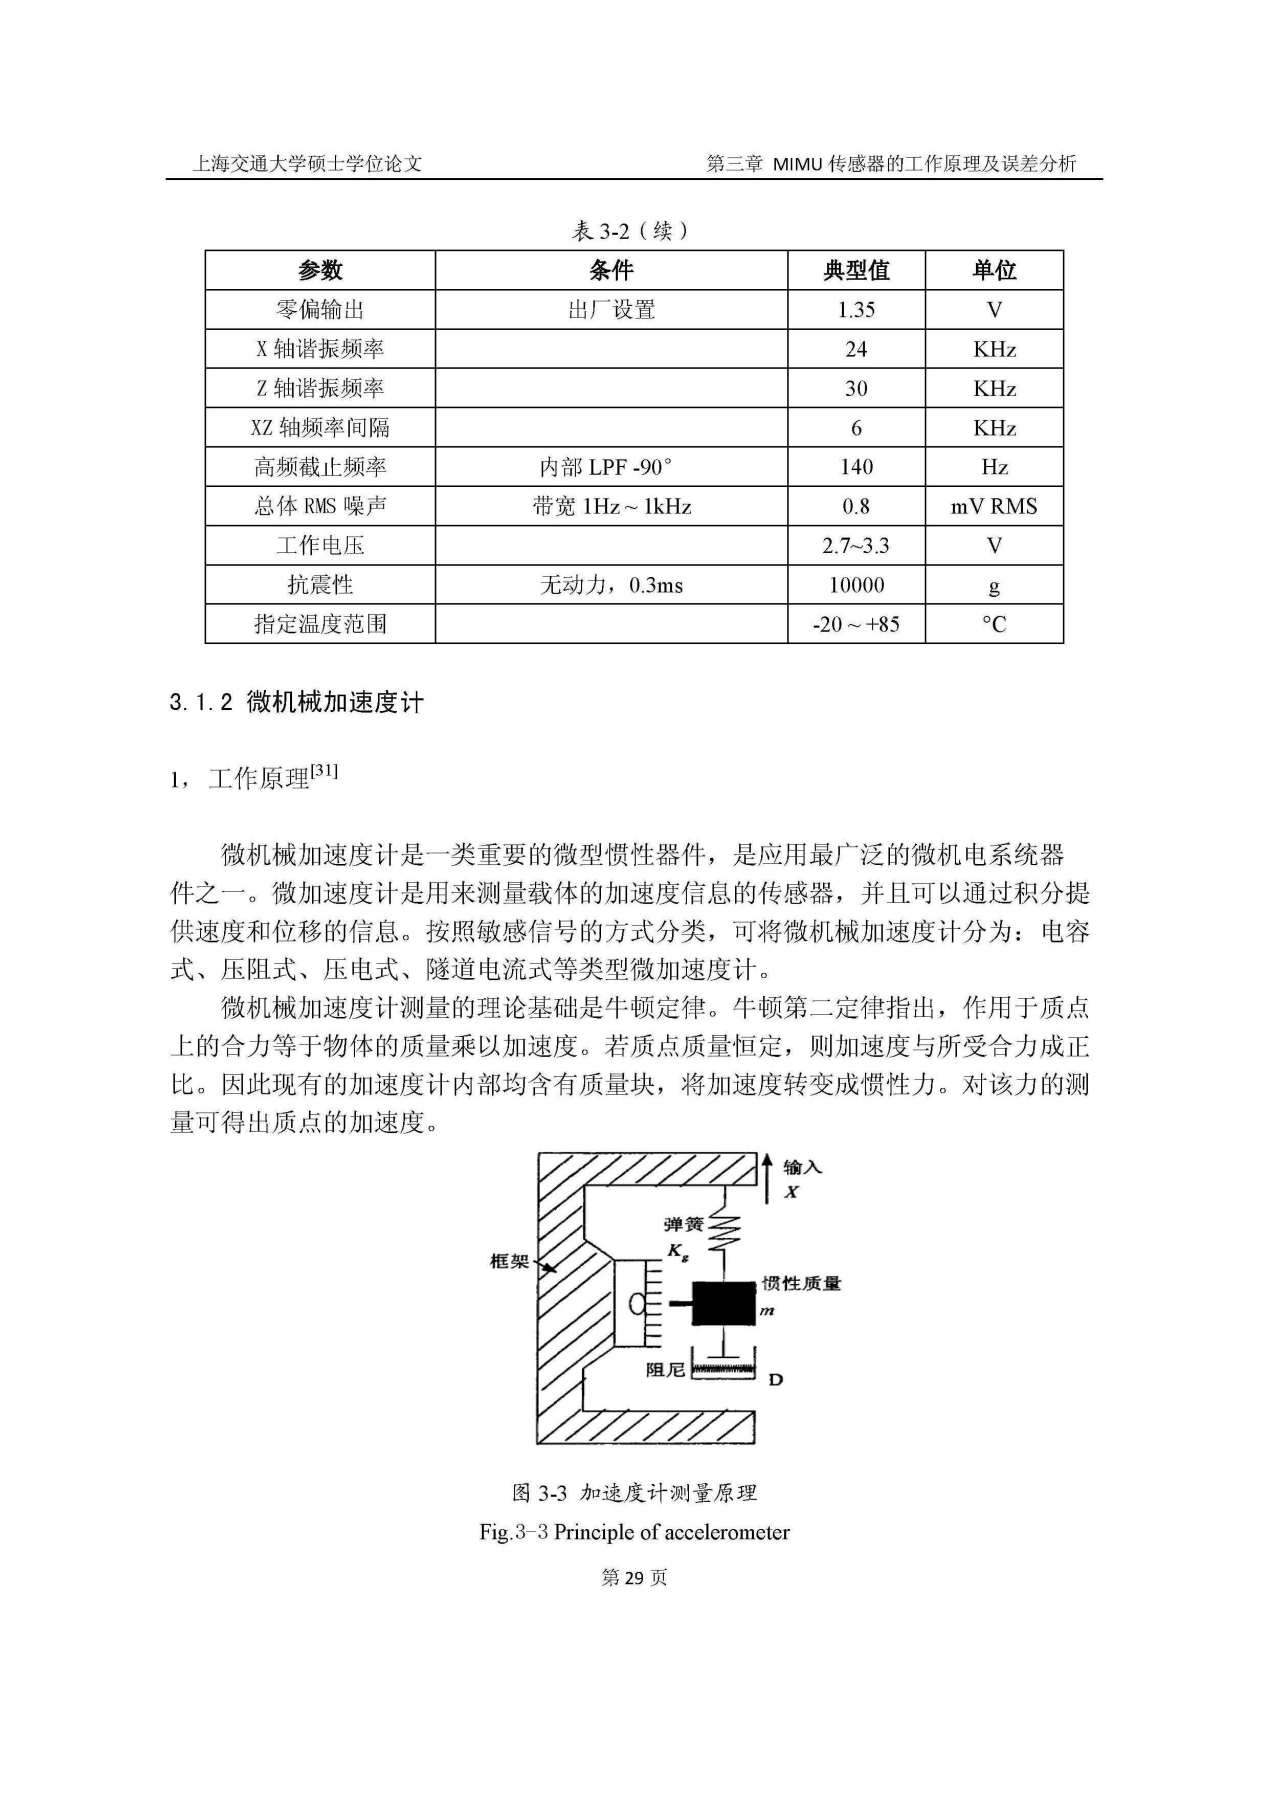 上海交通大学硕士学位论文 第三章 MIMU 传感器的工作原理及误差分析
表 3-2（续）
参数 条件 典型值 单位
零偏输出 出厂设置 1.35 V
X 轴谐振频率 24 KHz
Z 轴谐振频率 30 KHz
XZ 轴频率间隔 6 KHz
高频截止频率 内部 LPF -90° 140 Hz
总体 RMS 噪声 带宽 1Hz ~ 1kHz 0.8 mV RMS
工作电压 2.7~3.3 V
抗震性 无动力，0.3ms 10000 g
指定温度范围 -20 ~ +85 °C
3.1.2 微机械加速度计
1，工作原理[31]
微机械加速度计是一类重要的微型惯性器件，是应用最广泛的微机电系统器
件之一。微加速度计是用来测量载体的加速度信息的传感器，并且可以通过积分提
供速度和位移的信息。按照敏感信号的方式分类，可将微机械加速度计分为：电容
式、压阻式、压电式、隧道电流式等类型微加速度计。
微机械加速度计测量的理论基础是牛顿定律。牛顿第二定律指出，作用于质点
上的合力等于物体的质量乘以加速度。若质点质量恒定，则加速度与所受合力成正
比。因此现有的加速度计内部均含有质量块，将加速度转变成惯性力。对该力的测
量可得出质点的加速度。
输入
X
弹簧
Kg
框架
惯性质量
m
O
阻尼
D
图 3-3 加速度计测量原理
Fig.3-3 Principle of accelerometer
第 29 页